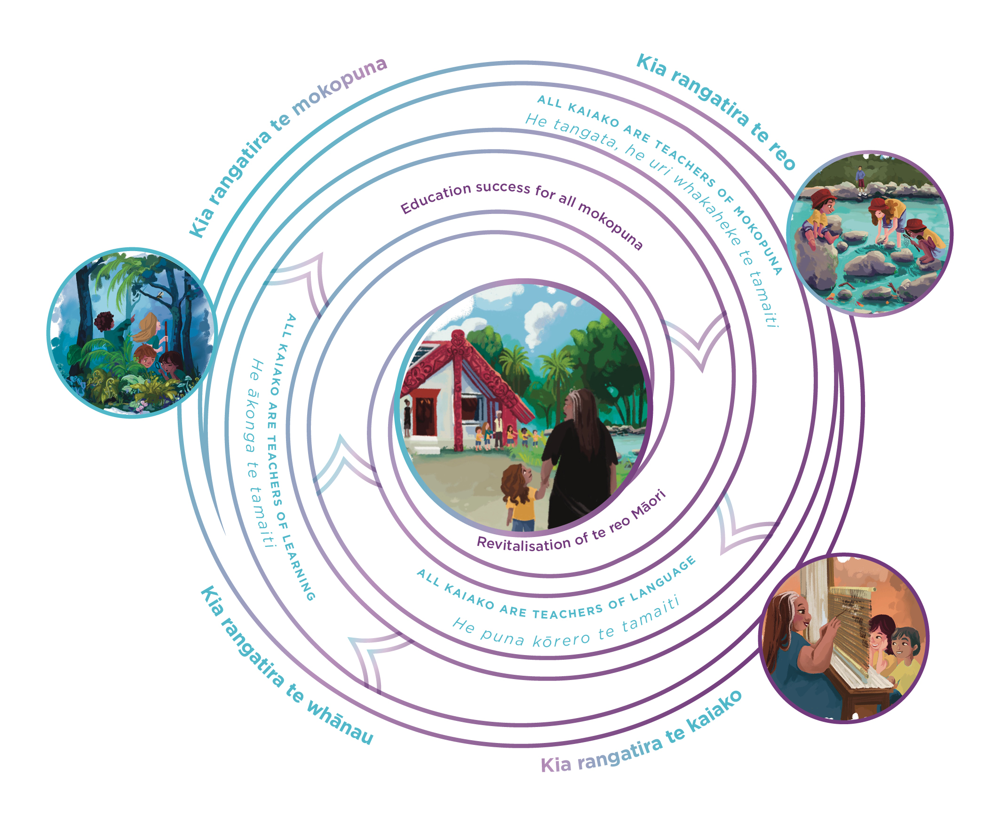 Kia rangatira te mokopuna
Kia rangatira te reo
ALL KAIAKO ARE TEACHERS OF MOKOPUNA
He tangata, he uri whakaheke te tamaiti
Education success for all mokopuna
ALL KAIAKO ARE TEACHERS OF LEARNING
He ākonga te tamaiti
Revitalisation of te reo Māori
ALL KAIAKO ARE TEACHERS OF LANGUAGE
He puna kōrero te tamaiti
Kia rangatira te whānau
Kia rangatira te kaiako